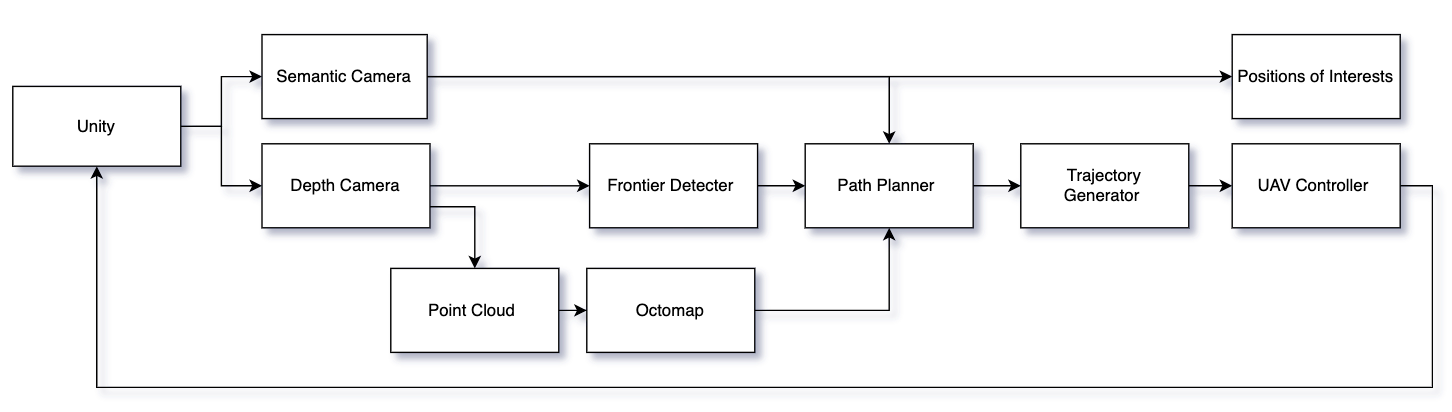 Semantic Camera
Positions of Interests
Unity
Depth Camera
Frontier Detecter
Path Planner
Trajectory
Generator
UAV Controller
Point Cloud
Octomap